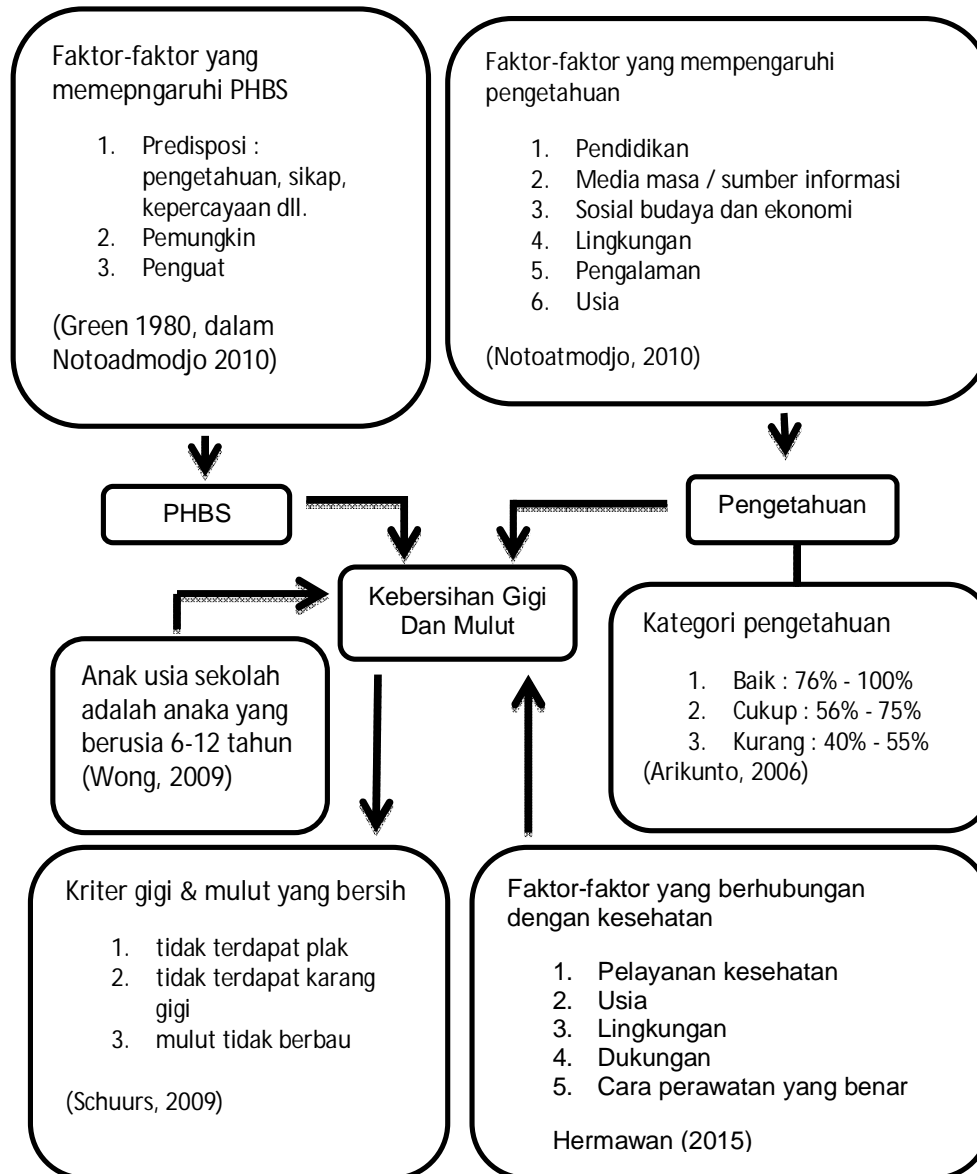 Faktor-faktor yang
memepngaruhi PHBS
1. Predisposi :
pengetahuan, sikap,
kepercayaan dll.
2. Pemungkin
3. Penguat
(Green 1980, dalam
Notoadmodjo 2010)
Faktor-faktor yang mempengaruhi
pengetahuan
1. Pendidikan
2. Media masa / sumber informasi
3. Sosial budaya dan ekonomi
4. Lingkungan
5. Pengalaman
6. Usia
(Notoatmodjo, 2010)
PHBS
Pengetahuan
Kebersihan Gigi
Dan Mulut
Anak usia sekolah
adalah anaka yang
berusia 6-12 tahun
(Wong, 2009)
Kategori pengetahuan
1. Baik : 76% - 100%
2. Cukup : 56% - 75%
3. Kurang : 40% - 55%
(Arikunto, 2006)
Kriter gigi & mulut yang bersih
1. tidak terdapat plak
2. tidak terdapat karang
gigi
3. mulut tidak berbau
(Schuurs, 2009)
Faktor-faktor yang berhubungan
dengan kesehatan
1. Pelayanan kesehatan
2. Usia
3. Lingkungan
4. Dukungan
5. Cara perawatan yang benar
Hermawan (2015)